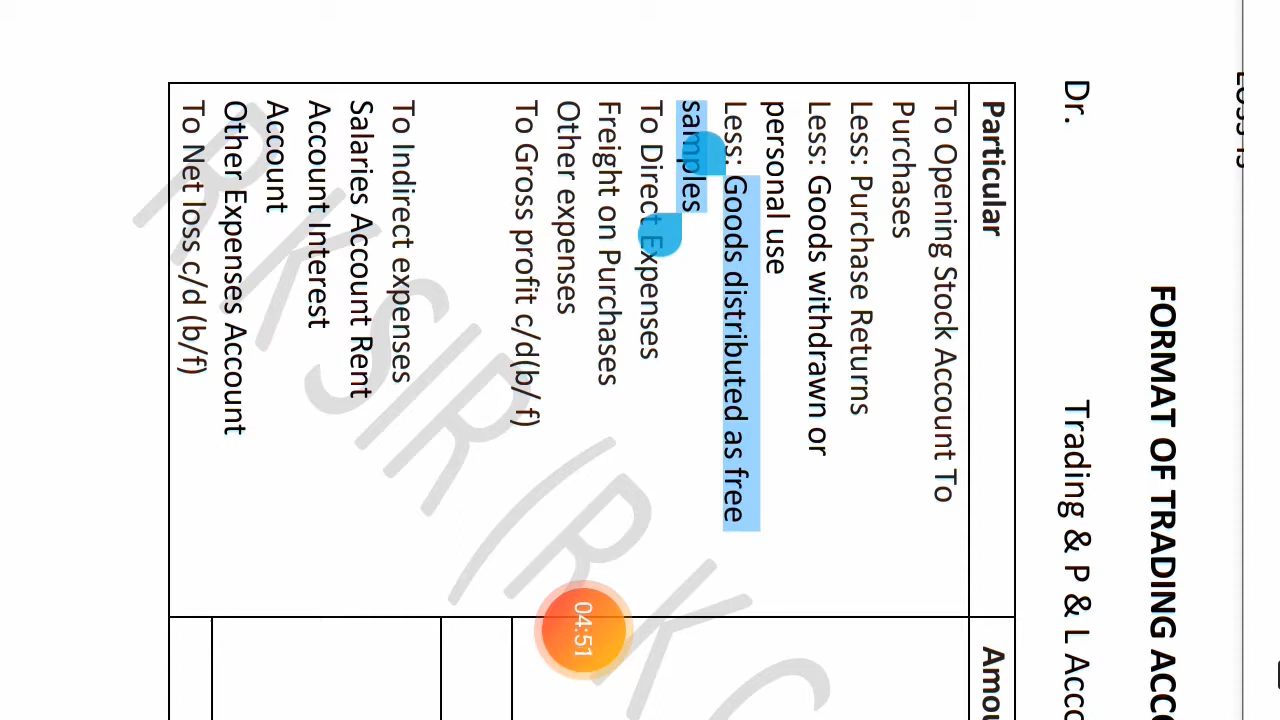 FORMAT OF TRADING ACC
Dr. Trading & P & L Acco
Particular Amou
To Opening Stock Account To
Purchases
Less: Purchase Returns
Less: Goods withdrawn or
personal use
Less: Goods distributed as free
samples
To Direct Expenses
Freight on Purchases
Other expenses
To Gross profit c/d(b/ f)
To Indirect expenses
Salaries Account Rent
Account Interest
Account
Other Expenses Account
To Net loss c/d (b/f)
R K SIR (R K C
04:51